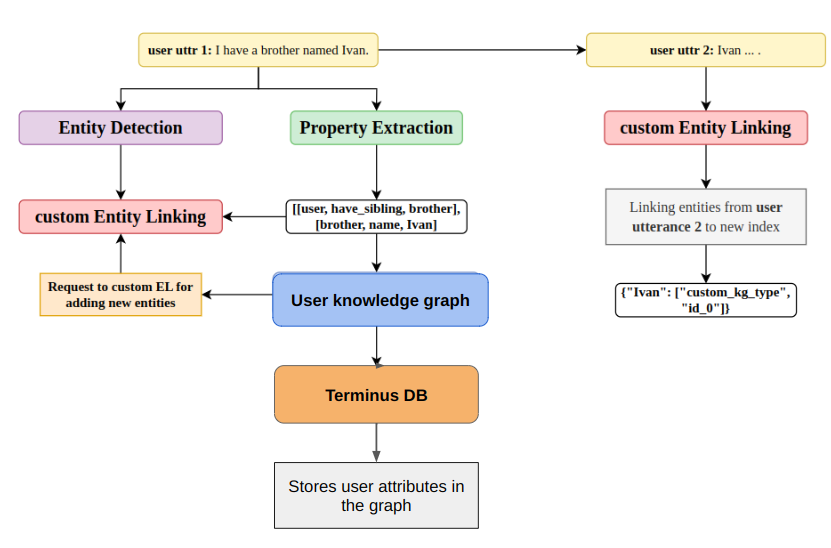 user uttr 1: I have a brother named Ivan.
user uttr 2: Ivan ... .
Entity Detection
Property Extraction
custom Entity Linking
custom Entity Linking
[[user, have_sibling, brother],
[brother, name, Ivan]
Linking entities from user
utterance 2 to new index
Request to custom EL for
adding new entities
User knowledge graph
{"Ivan": ["custom_kg_type",
"id_0"]}
Terminus DB
Stores user attributes in
the graph